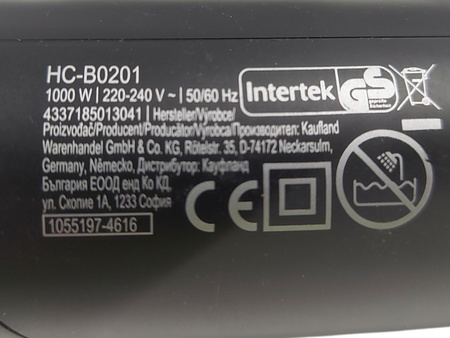 HC-B0201
1000 W | 220-240 V ~ | 50/60 Hz
4337185013041 | Hersteller/Výrobce/
Proizvođač/Producent/Producător/Výrobca/Производител: Kaufland
Warenhandel GmbH & Co. KG, Rötelstr. 35, D-74172 Neckarsulm,
Germany, Německo, Дистрибутор: Кауфланд
България ЕООД енд Ко КД,
ул. Скопие 1А, 1233 София
1055197-4616
Intertek
GS
geprüfte
Sicherheit
CE